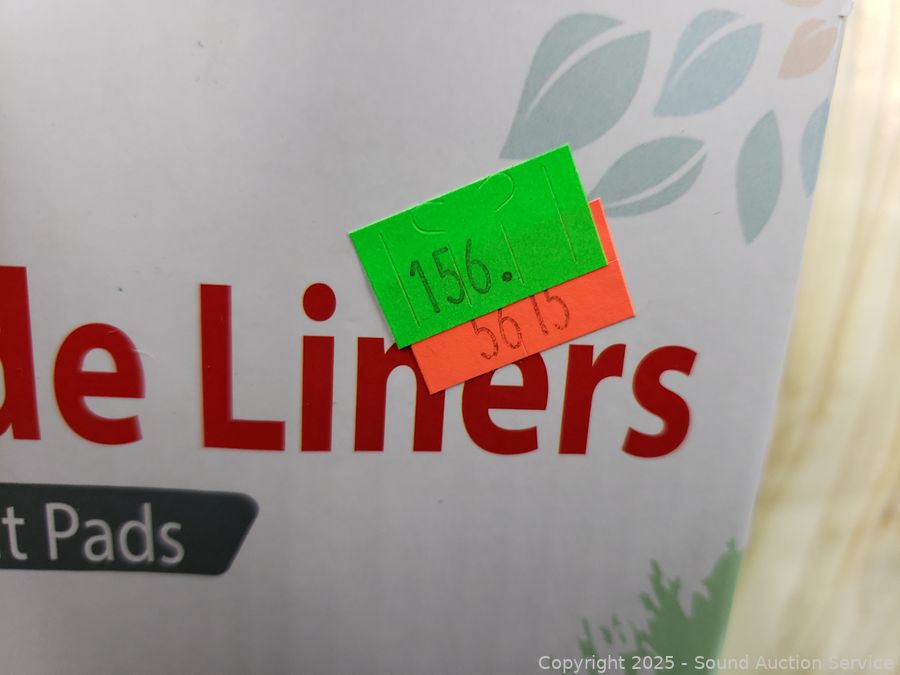 156.
5615
de Liners
t Pads
Copyright 2025 - Sound Auction Service